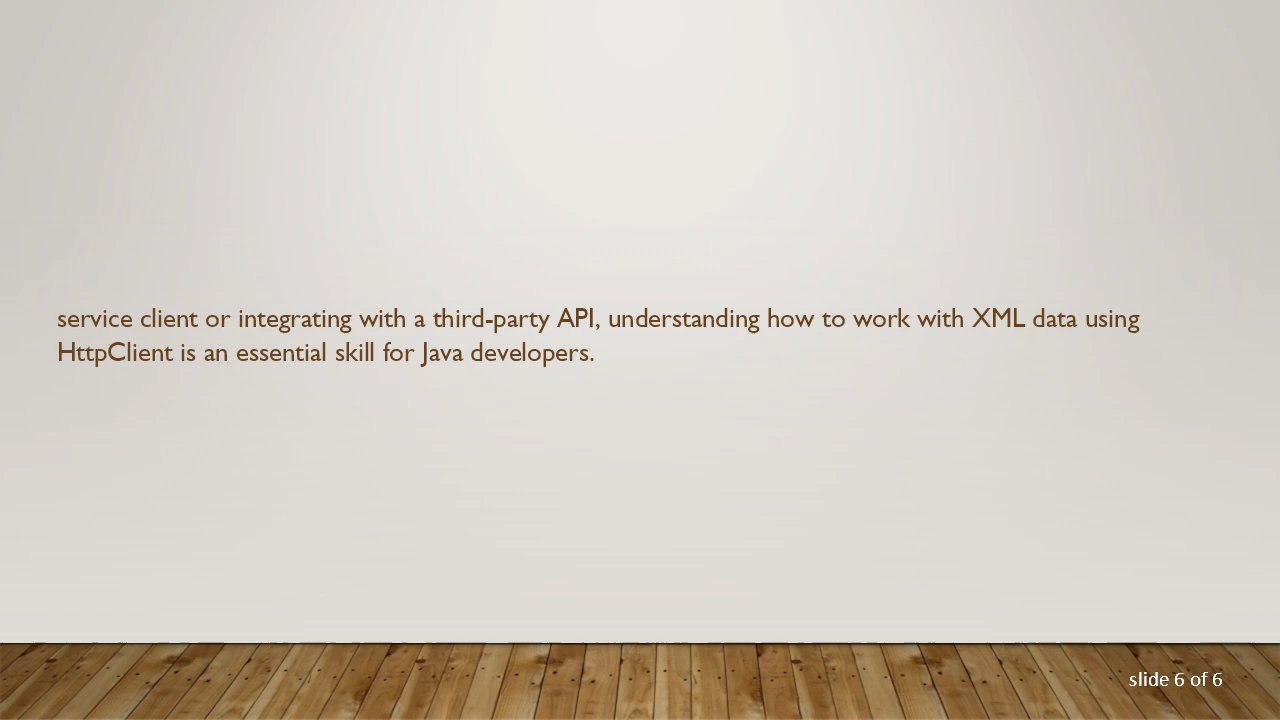 service client or integrating with a third-party API, understanding how to work with XML data using
HttpClient is an essential skill for Java developers.
slide 6 of 6